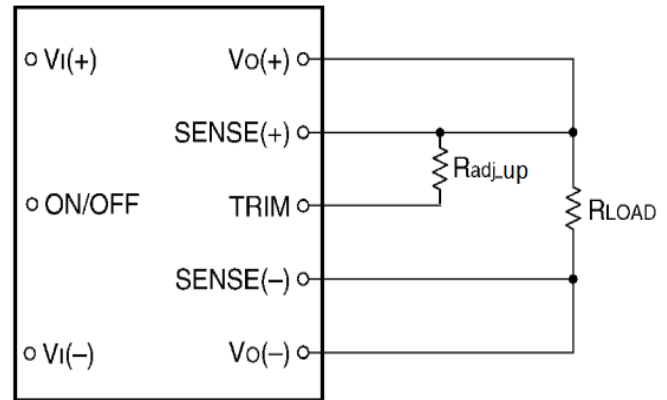 VI(+) VO(+)
SENSE(+)
Radj_up
ON/OFF TRIM RLOAD
SENSE(–)
VI(–) VO(–)